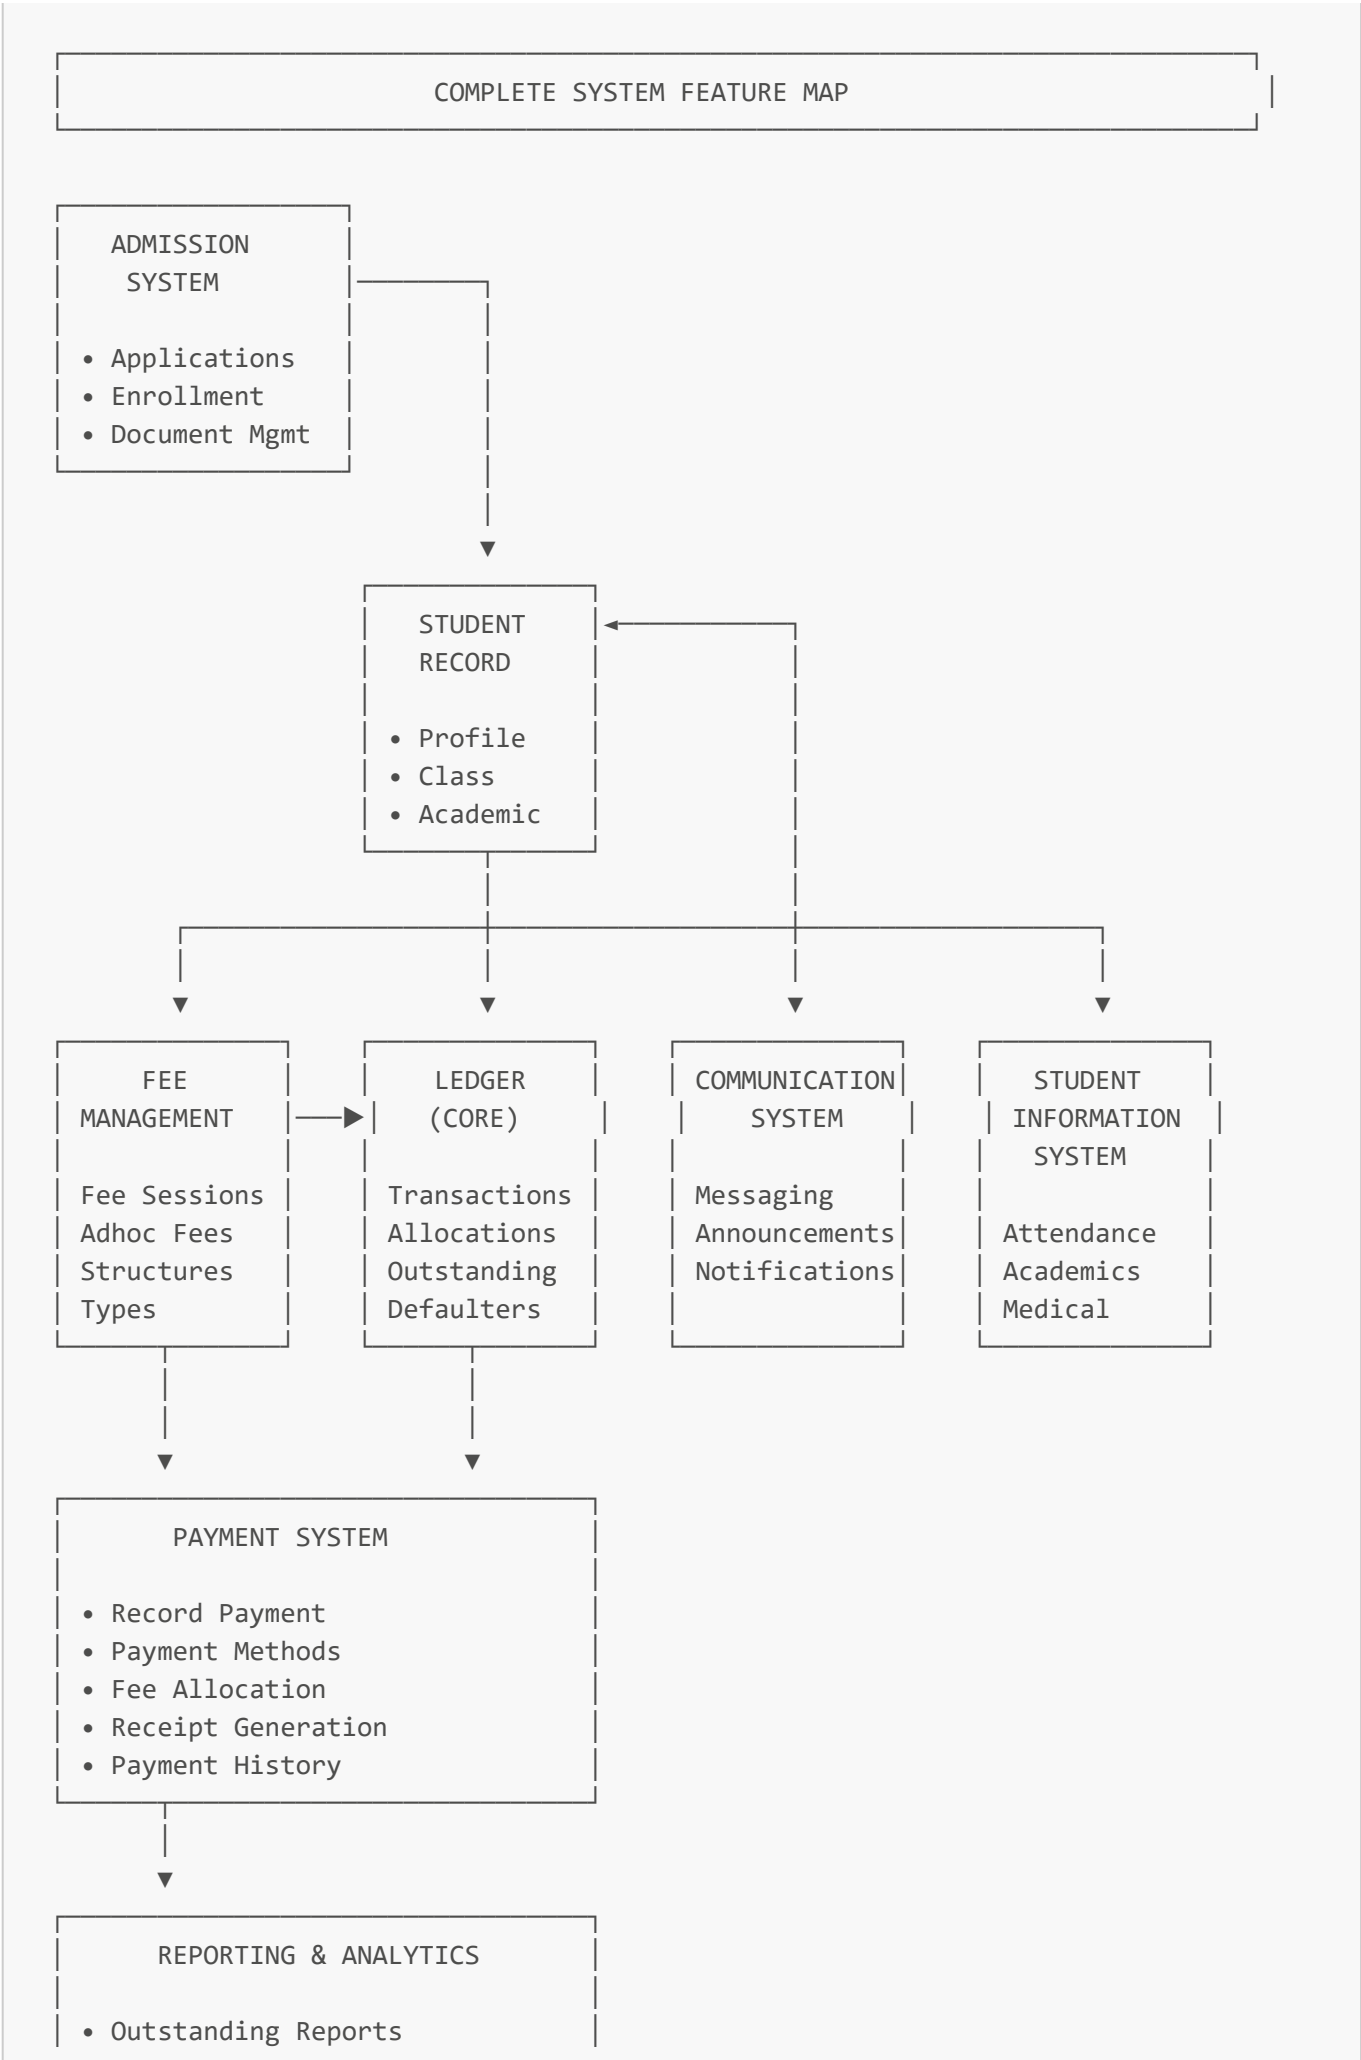 COMPLETE SYSTEM FEATURE MAP
ADMISSION
SYSTEM
• Applications
• Enrollment
• Document Mgmt
STUDENT
RECORD
• Profile
• Class
• Academic
FEE LEDGER COMMUNICATION STUDENT
MANAGEMENT (CORE) SYSTEM INFORMATION
SYSTEM
Fee Sessions Transactions Messaging
Adhoc Fees Allocations Announcements Attendance
Structures Outstanding Notifications Academics
Types Defaulters Medical
PAYMENT SYSTEM
• Record Payment
• Payment Methods
• Fee Allocation
• Receipt Generation
• Payment History
REPORTING & ANALYTICS
• Outstanding Reports